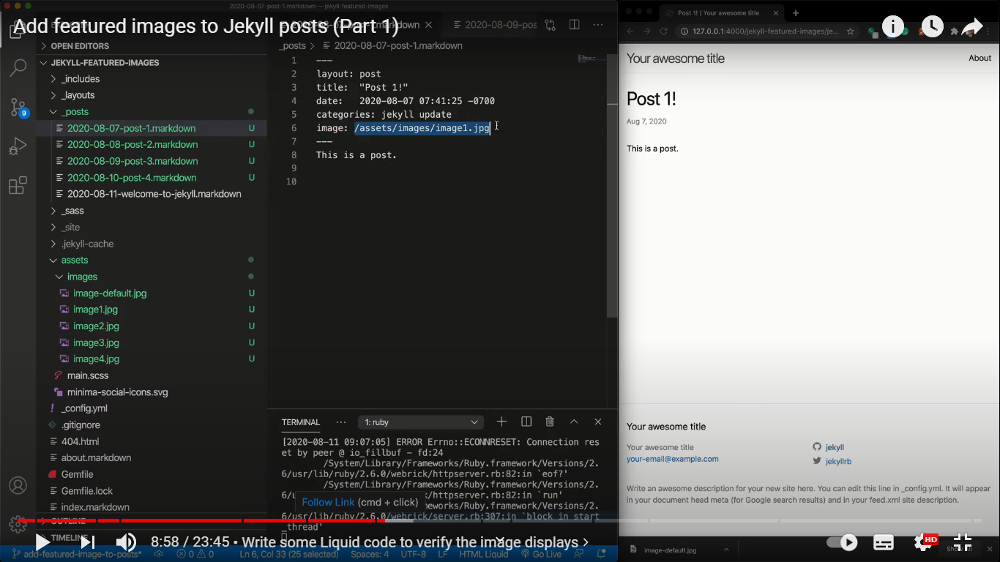 2020-08-07-post-1.markdown — jekyll-featured-images
Add featured images to Jekyll posts (Part 1)
.markdown
2020-08-09-pos
Post 1! | Your awesome title
127.0.0.1:4000/jekyll-featured-images/je...
OPEN EDITORS
JEKYLL-FEATURED-IMAGES
_includes
_layouts
_posts
2020-08-07-post-1.markdown U
2020-08-08-post-2.markdown U
2020-08-09-post-3.markdown U
2020-08-10-post-4.markdown U
2020-08-11-welcome-to-jekyll.markdown
_sass
_site
.jekyll-cache
assets
images
image-default.jpg U
image1.jpg U
image2.jpg U
image3.jpg U
image4.jpg U
main.scss
minima-social-icons.svg
_config.yml
.gitignore
404.html
about.markdown
Gemfile
Gemfile.lock
index.markdown
OUTLINE
TIMELINE
9
_posts > 2020-08-07-post-1.markdown
1 ---
2 layout: post
3 title:  "Post 1!"
4 date:   2020-08-07 07:41:25 -0700
5 categories: jekyll update
6 image: /assets/images/image1.jpg
7 ---
8 This is a post.
9
10
TERMINAL ··· 1: ruby
[2020-08-11 09:07:05] ERROR Errno::ECONNRESET: Connection res
et by peer @ io_fillbuf - fd:24
/System/Library/Frameworks/Ruby.framework/Versions/2.
6/usr/lib/ruby/2.6.0/webrick/httpserver.rb:82:in `eof?'
/System/Library/Frameworks/Ruby.framework/Versions/2.
httpserver.rb:82:in `run'
Follow Link (cmd + click)
meworks/Ruby.framework/Versions/2.
6/usr/lib/ruby/2.6.0/webrick/server.rb:307:in `block in start
_thread'
Your awesome title
About
Post 1!
Aug 7, 2020
This is a post.
Your awesome title
Your awesome title
your-email@example.com
jekyll
jekyllrb
Write an awesome description for your new site here. You can edit this line in _config.yml. It will appear
in your document head meta (for Google search results) and in your feed.xml site description.
8:58 / 23:45 • Write some Liquid code to verify the image displays >
HD
image-default.jpg
Sho
add-featured-image-to-posts*
0 0
Ln 6, Col 33 (25 selected)
Spaces: 4
UTF-8
LF
HTML Liquid
Go Live